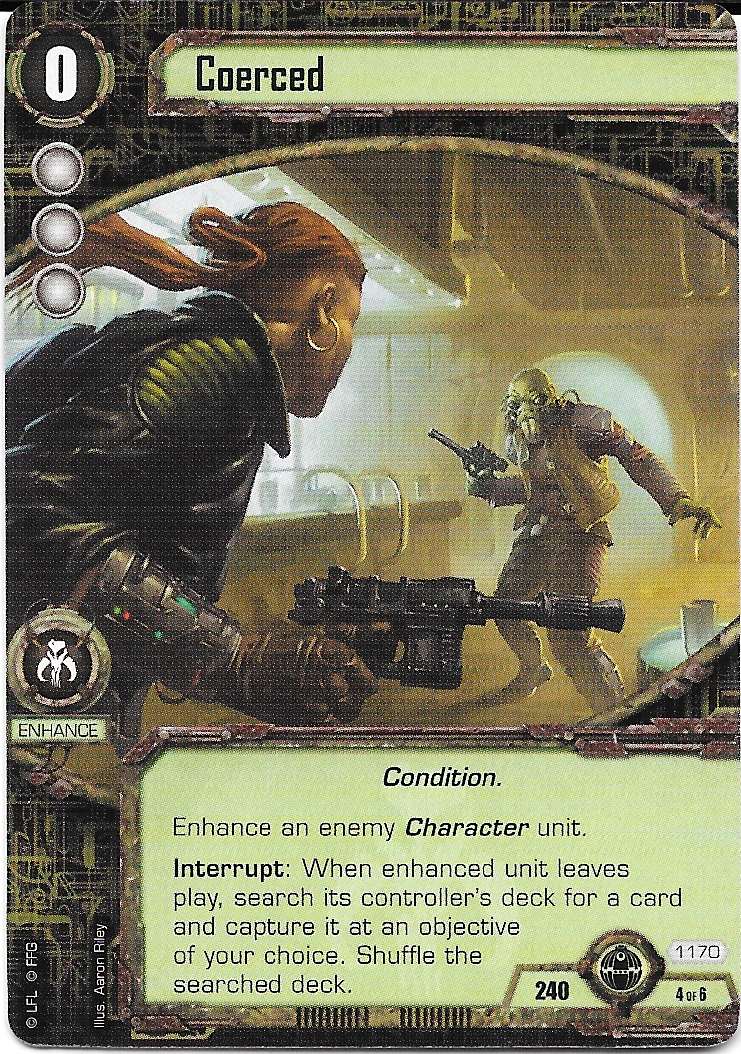 0
Coerced
ENHANCE
Condition.
Enhance an enemy Character unit.
Interrupt: When enhanced unit leaves
play, search its controller's deck for a card
and capture it at an objective
of your choice. Shuffle the
searched deck.
240
1170
4 OF 6
© LFL © FFG
Illus. Aaron Riley